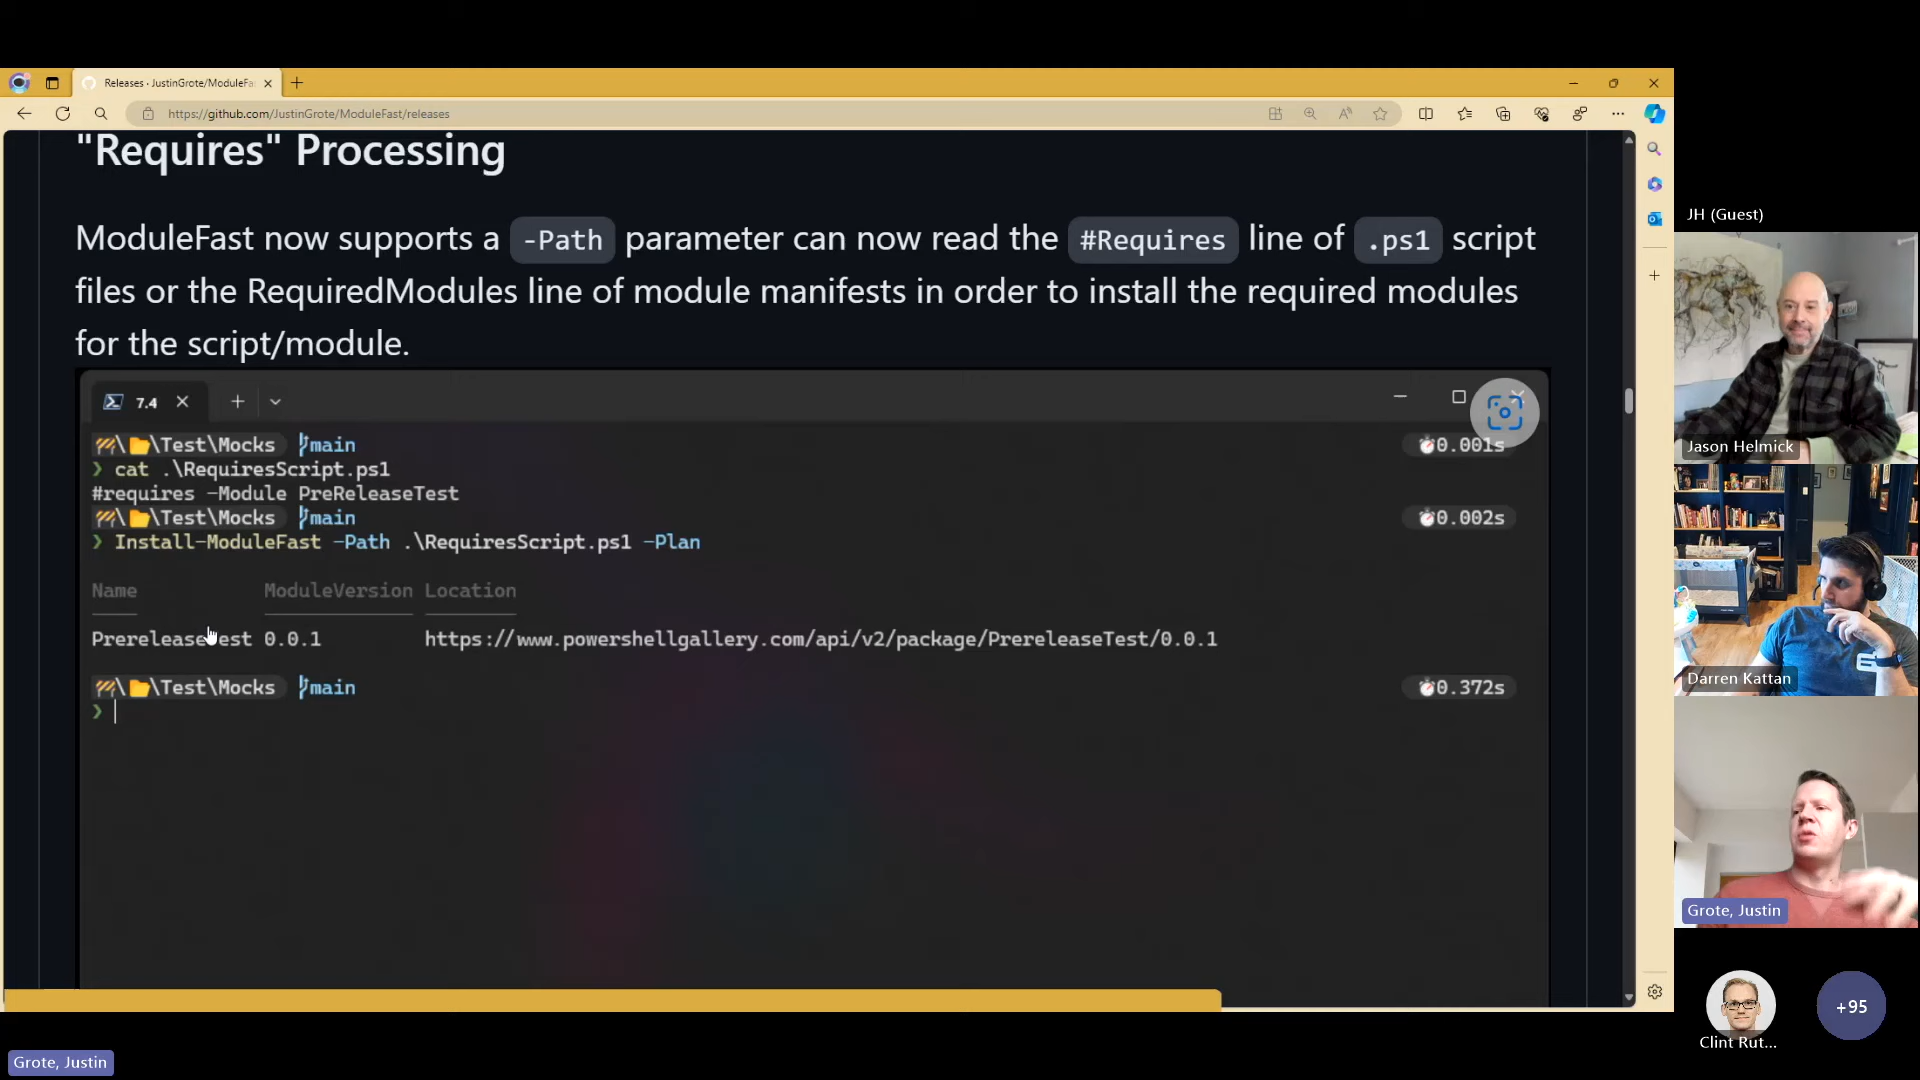 Releases · JustinGrote/ModuleFa
https://github.com/JustinGrote/ModuleFast/releases
"Requires" Processing
ModuleFast now supports a -Path parameter can now read the #Requires line of .ps1 script
files or the RequiredModules line of module manifests in order to install the required modules
for the script/module.
7.4
\ \Test\Mocks main 0.001s
❯ cat .\RequiresScript.ps1
#requires -Module PreReleaseTest
\ \Test\Mocks main 0.002s
❯ Install-ModuleFast -Path .\RequiresScript.ps1 -Plan
Name ModuleVersion Location
PrereleaseTest 0.0.1 https://www.powershellgallery.com/api/v2/package/PrereleaseTest/0.0.1
\ \Test\Mocks main 0.372s
❯
JH (Guest)
Jason Helmick
Darren Kattan
Grote, Justin
Clint Rut...
+95
Grote, Justin